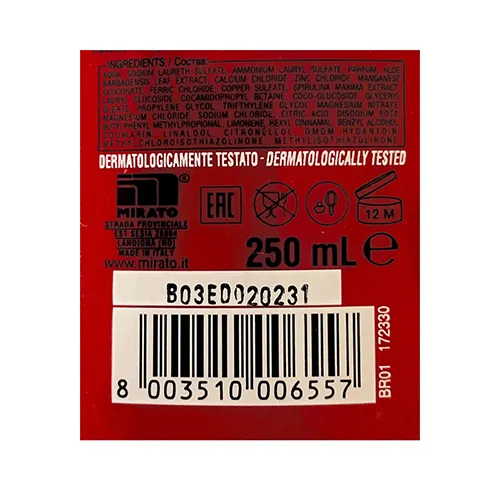 INGREDIENTS / Состав:
AQUA, SODIUM LAURETH SULFATE, AMMONIUM LAURYL SULFATE, PARFUM, ALOE
BARBADENSIS LEAF EXTRACT, CALCIUM CHLORIDE, ZINC CHLORIDE, MANGANESE
GLUCONATE, FERRIC CHLORIDE, COPPER SULFATE, SPIRULINA MAXIMA EXTRACT,
LAURYL GLUCOSIDE, COCAMIDOPROPYL BETAINE, COCO-GLUCOSIDE, GLYCERYL
OLEATE, PROPYLENE GLYCOL, TRIETHYLENE GLYCOL, MAGNESIUM NITRATE,
MAGNESIUM CHLORIDE, SODIUM CHLORIDE, CITRIC ACID, DISODIUM EDTA,
BUTYLPHENYL METHYLPROPIONAL, LIMONENE, HEXYL CINNAMAL, BENZYL ALCOHOL,
COUMARIN, LINALOOL, CITRONELLOL, DMDM HYDANTOIN,
METHYLCHLOROISOTHIAZOLINONE, METHYLISOTHIAZOLINONE
DERMATOLOGICAMENTE TESTATO - DERMATOLOGICALLY TESTED
MIRATO ®
STRADA PROVINCIALE
EST SESIA
LANDIONA (NO)
MADE IN ITALY
www.mirato.it
EAC
12 M
250 mL e
B03ED020231
8 003510 006557
BR01 172330